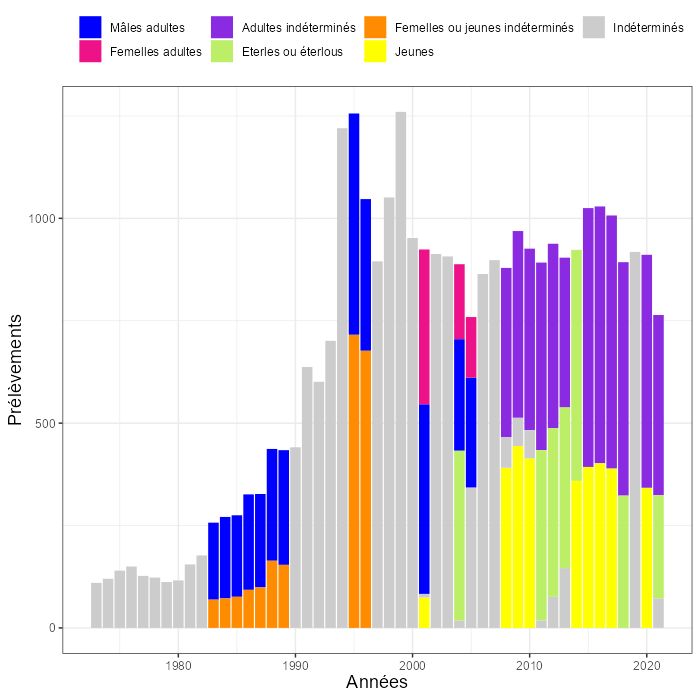 Mâles adultes Adultes indéterminés Femelles ou jeunes indéterminés Indéterminés
Femelles adultes Eterles ou éterlous Jeunes
1000
500
0
Prélèvements
1980 1990 2000 2010 2020
Années